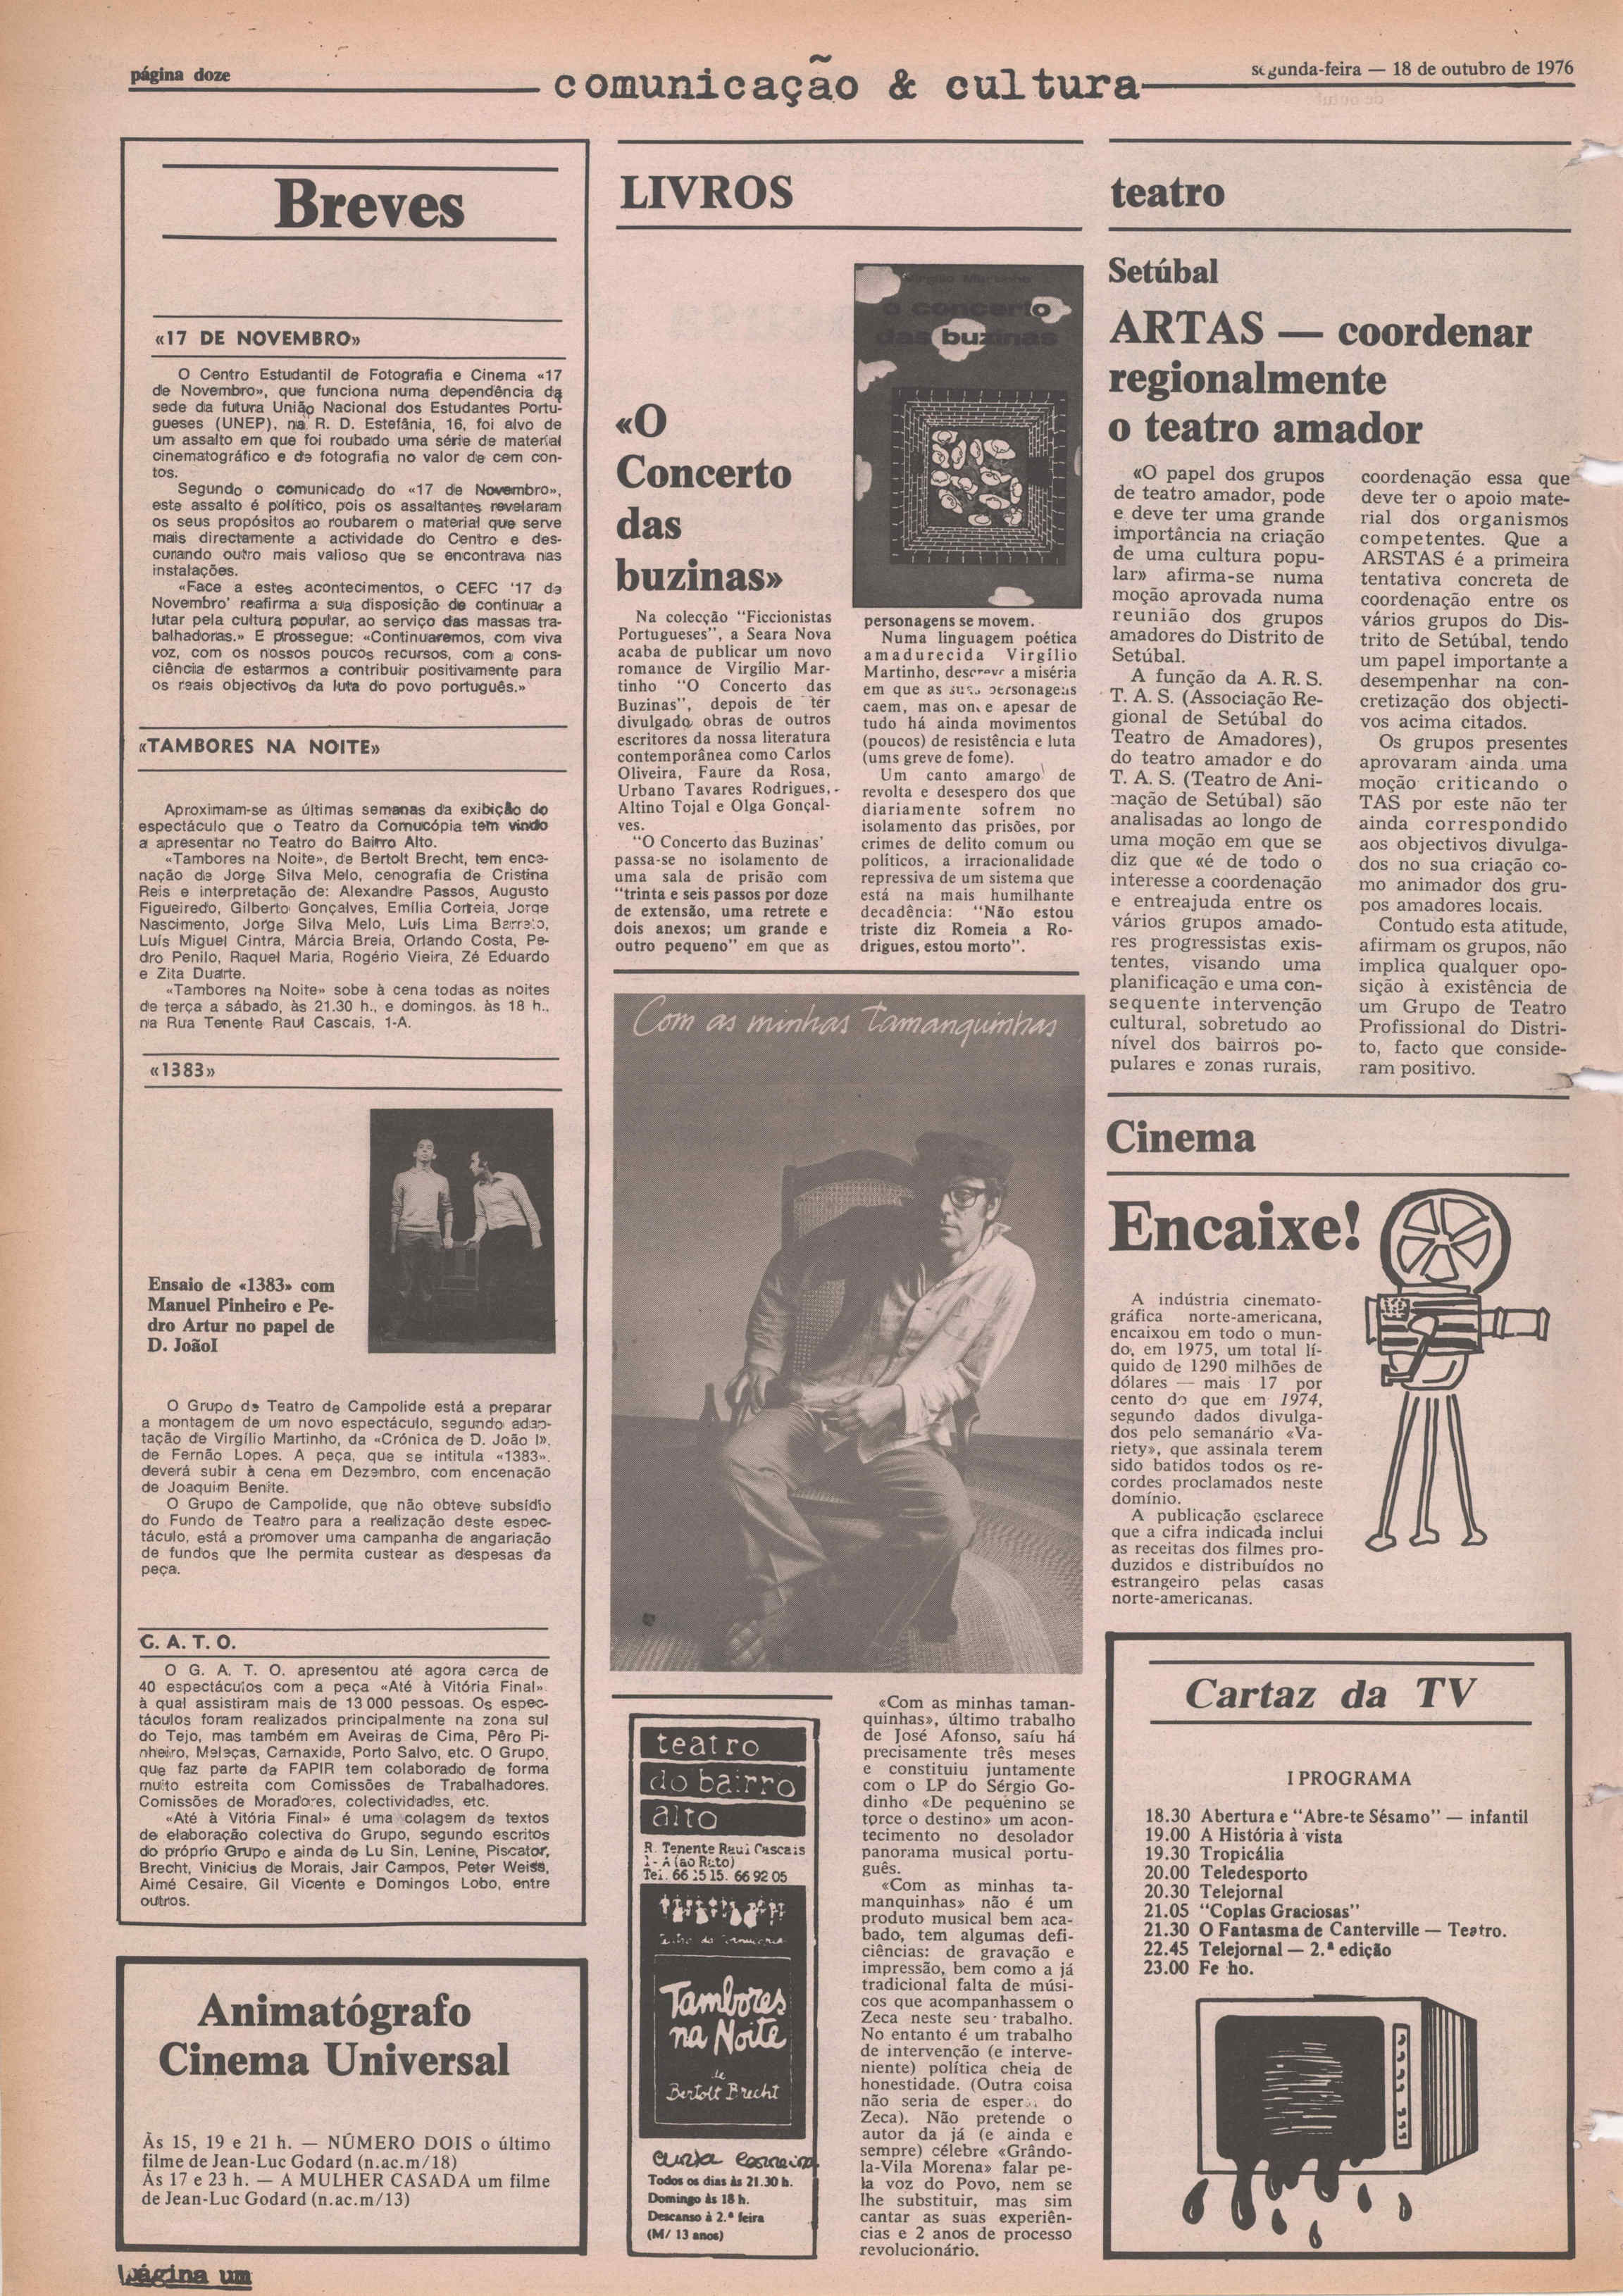 página doze
comunicação & cultura
segunda-feira — 18 de outubro de 1976
Breves
«17 DE NOVEMBRO»
O Centro Estudantil de Fotografia e Cinema «17
de Novembro», que funciona numa dependência da
sede da futura União Nacional dos Estudantes Portu-
gueses (UNEP), na R. D. Estefânia, 16, foi alvo de
um assalto em que foi roubado uma série de material
cinematográfico e de fotografia no valor de cem con-
tos.
Segundo o comunicado do «17 de Novembro»,
este assalto é político, pois os assaltantes revelaram
os seus propósitos ao roubarem o material que serve
mais directamente a actividade do Centro e des-
curando outro mais valioso que se encontrava nas
instalações.
«Face a estes acontecimentos, o CEFC '17 de
Novembro' reafirma a sua disposição de continuar a
lutar pela cultura popular, ao serviço das massas tra-
balhadoras.» E prossegue: «Continuaremos, com viva
voz, com os nossos poucos recursos, com a cons-
ciência de estarmos a contribuir positivamente para
os reais objectivos da luta do povo português.»
«TAMBORES NA NOITE»
Aproximam-se as últimas semanas da exibição do
espectáculo que o Teatro da Cornucópia tem vindo
a apresentar no Teatro do Bairro Alto.
«Tambores na Noite», de Bertolt Brecht, tem ence-
nação de Jorge Silva Melo, cenografia de Cristina
Reis e interpretação de: Alexandre Passos, Augusto
Figueiredo, Gilberto Gonçalves, Emília Correia, Jorge
Nascimento, Jorge Silva Melo, Luís Lima Barreto,
Luís Miguel Cintra, Márcia Breia, Orlando Costa, Pe-
dro Penilo, Raquel Maria, Rogério Vieira, Zé Eduardo
e Zita Duarte.
«Tambores na Noite» sobe à cena todas as noites
de terça a sábado, às 21.30 h., e domingos, às 18 h.,
na Rua Tenente Raul Cascais, 1-A.
«1383»
Ensaio de «1383» com
Manuel Pinheiro e Pe-
dro Artur no papel de
D. JoãoI
O Grupo de Teatro de Campolide está a preparar
a montagem de um novo espectáculo, segundo adap-
tação de Virgílio Martinho, da «Crónica de D. João I»,
de Fernão Lopes. A peça, que se intitula «1383»,
deverá subir à cena em Dezembro, com encenação
de Joaquim Benite.
O Grupo de Campolide, que não obteve subsídio
do Fundo de Teatro para a realização deste espec-
táculo, está a promover uma campanha de angariação
de fundos que lhe permita custear as despesas da
peça.
G. A. T. O.
O G. A. T. O. apresentou até agora cerca de
40 espectáculos com a peça «Até à Vitória Final»
à qual assistiram mais de 13 000 pessoas. Os espec-
táculos foram realizados principalmente na zona sul
do Tejo, mas também em Aveiras de Cima, Pêro Pi-
nheiro, Meleças, Carnaxide, Porto Salvo, etc. O Grupo,
que faz parte da FAPIR tem colaborado de forma
muito estreita com Comissões de Trabalhadores,
Comissões de Moradores, colectividades, etc.
«Até à Vitória Final» é uma colagem de textos
de elaboração colectiva do Grupo, segundo escritos
do próprio Grupo e ainda de Lu Sin, Lenine, Piscator,
Brecht, Vinicius de Morais, Jair Campos, Peter Weiss,
Aimé Césaire, Gil Vicente e Domingos Lobo, entre
outros.
Animatógrafo
Cinema Universal
Às 15, 19 e 21 h. — NÚMERO DOIS o último
filme de Jean-Luc Godard (n.ac.m/18)
Às 17 e 23 h. — A MULHER CASADA um filme
de Jean-Luc Godard (n.ac.m/13)
página um
LIVROS
Virgílio Martinho
o concerto
das buzinas
«O
Concerto
das
buzinas»
Na colecção "Ficcionistas
Portugueses", a Seara Nova
acaba de publicar um novo
romance de Virgílio Mar-
tinho "O Concerto das
Buzinas", depois de ter
divulgado obras de outros
escritores da nossa literatura
contemporânea como Carlos
Oliveira, Faure da Rosa,
Urbano Tavares Rodrigues,
Altino Tojal e Olga Gonçal-
ves.
"O Concerto das Buzinas'
passa-se no isolamento de
uma sala de prisão com
"trinta e seis passos por doze
de extensão, uma retrete e
dois anexos; um grande e
outro pequeno" em que as
personagens se movem.
Numa linguagem poética
amadurecida Virgílio
Martinho, descreve a miséria
em que as suas personagens
caem, mas onde apesar de
tudo há ainda movimentos
(poucos) de resistência e luta
(ums greve de fome).
Um canto amargo de
revolta e desespero dos que
diariamente sofrem no
isolamento das prisões, por
crimes de delito comum ou
políticos, a irracionalidade
repressiva de um sistema que
está na mais humilhante
decadência: "Não estou
triste diz Romeia a Ro-
drigues, estou morto".
Com as minhas Tamanquinhas
teatro
do bairro
alto
R. Tenente Raul Cascais
1-A (ao Rato)
Tel. 66 15 15. 66 92 05
Tambores
na Noite
de
Bertolt Brecht
Todos os dias às 21.30 h.
Domingo às 18 h.
Descanso à 2.ª feira
(M/ 13 anos)
«Com as minhas taman-
quinhas», último trabalho
de José Afonso, saíu há
precisamente três meses
e constituiu juntamente
com o LP do Sérgio Go-
dinho «De pequenino se
torce o destino» um acon-
tecimento no desolador
panorama musical portu-
guês.
«Com as minhas ta-
manquinhas» não é um
produto musical bem aca-
bado, tem algumas defi-
ciências: de gravação e
impressão, bem como a já
tradicional falta de músi-
cos que acompanhassem o
Zeca neste seu trabalho.
No entanto é um trabalho
de intervenção (e interve-
niente) política cheia de
honestidade. (Outra coisa
não seria de esperar do
Zeca). Não pretende o
autor da já (e ainda e
sempre) célebre «Grândo-
la-Vila Morena» falar pe-
la voz do Povo, nem se
lhe substituir, mas sim
cantar as suas experiên-
cias e 2 anos de processo
revolucionário.
teatro
Setúbal
ARTAS — coordenar
regionalmente
o teatro amador
«O papel dos grupos
de teatro amador, pode
e deve ter uma grande
importância na criação
de uma cultura popu-
lar» afirma-se numa
moção aprovada numa
reunião dos grupos
amadores do Distrito de
Setúbal.
A função da A. R. S.
T. A. S. (Associação Re-
gional de Setúbal do
Teatro de Amadores),
do teatro amador e do
T. A. S. (Teatro de Ani-
mação de Setúbal) são
analisadas ao longo de
uma moção em que se
diz que «é de todo o
interesse a coordenação
e entreajuda entre os
vários grupos amado-
res progressistas exis-
tentes, visando uma
planificação e uma con-
sequente intervenção
cultural, sobretudo ao
nível dos bairros po-
pulares e zonas rurais,
coordenação essa que
deve ter o apoio mate-
rial dos organismos
competentes. Que a
ARSTAS é a primeira
tentativa concreta de
coordenação entre os
vários grupos do Dis-
trito de Setúbal, tendo
um papel importante a
desempenhar na con-
cretização dos objecti-
vos acima citados.
Os grupos presentes
aprovaram ainda uma
moção criticando o
TAS por este não ter
ainda correspondido
aos objectivos divulga-
dos no sua criação co-
mo animador dos gru-
pos amadores locais.
Contudo esta atitude,
afirmam os grupos, não
implica qualquer opo-
sição à existência de
um Grupo de Teatro
Profissional do Distri-
to, facto que conside-
ram positivo.
Cinema
Encaixe!
A indústria cinemato-
gráfica norte-americana,
encaixou em todo o mun-
do, em 1975, um total lí-
quido de 1290 milhões de
dólares — mais 17 por
cento do que em 1974,
segundo dados divulga-
dos pelo semanário «Va-
riety», que assinala terem
sido batidos todos os re-
cordes proclamados neste
domínio.
A publicação esclarece
que a cifra indicada inclui
as receitas dos filmes pro-
duzidos e distribuídos no
estrangeiro pelas casas
norte-americanas.
Cartaz da TV
I PROGRAMA
18.30 Abertura e "Abre-te Sésamo" — infantil
19.00 A História à vista
19.30 Tropicália
20.00 Teledesporto
20.30 Telejornal
21.05 "Coplas Graciosas"
21.30 O Fantasma de Canterville — Teatro.
22.45 Telejornal — 2.ª edição
23.00 Fe ho.